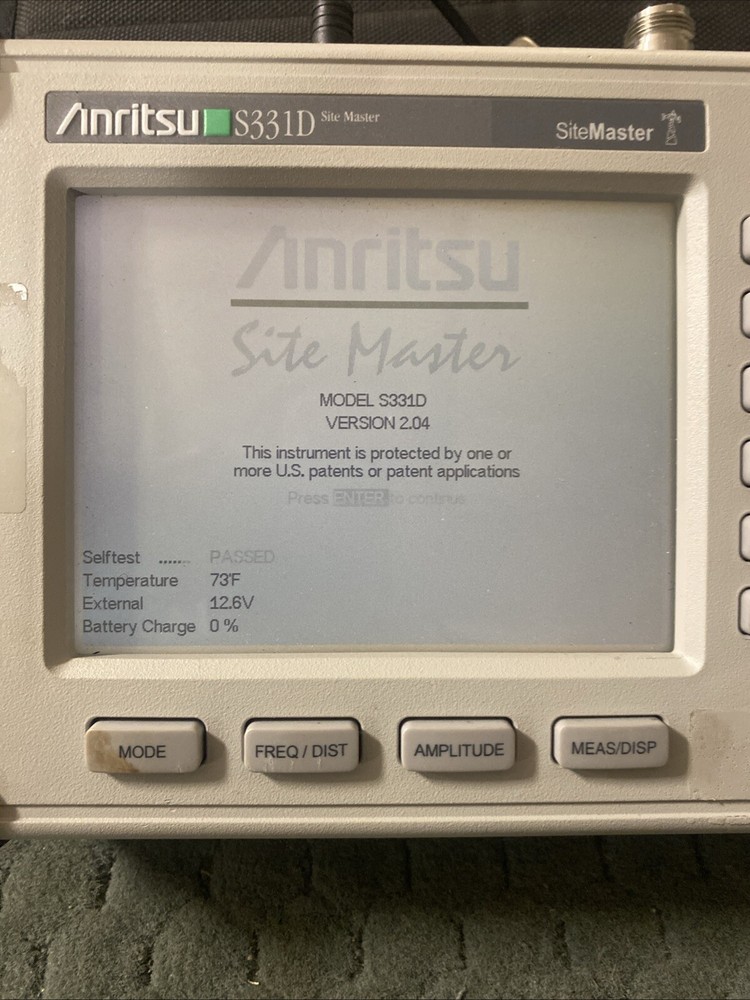 Anritsu S331D Site Master
SiteMaster
Anritsu
Site Master
MODEL S331D
VERSION 2.04
This instrument is protected by one or
more U.S. patents or patent applications
Press ENTER to continue
Selftest ...... PASSED
Temperature 73°F
External 12.6V
Battery Charge 0 %
MODE
FREQ / DIST
AMPLITUDE
MEAS/DISP